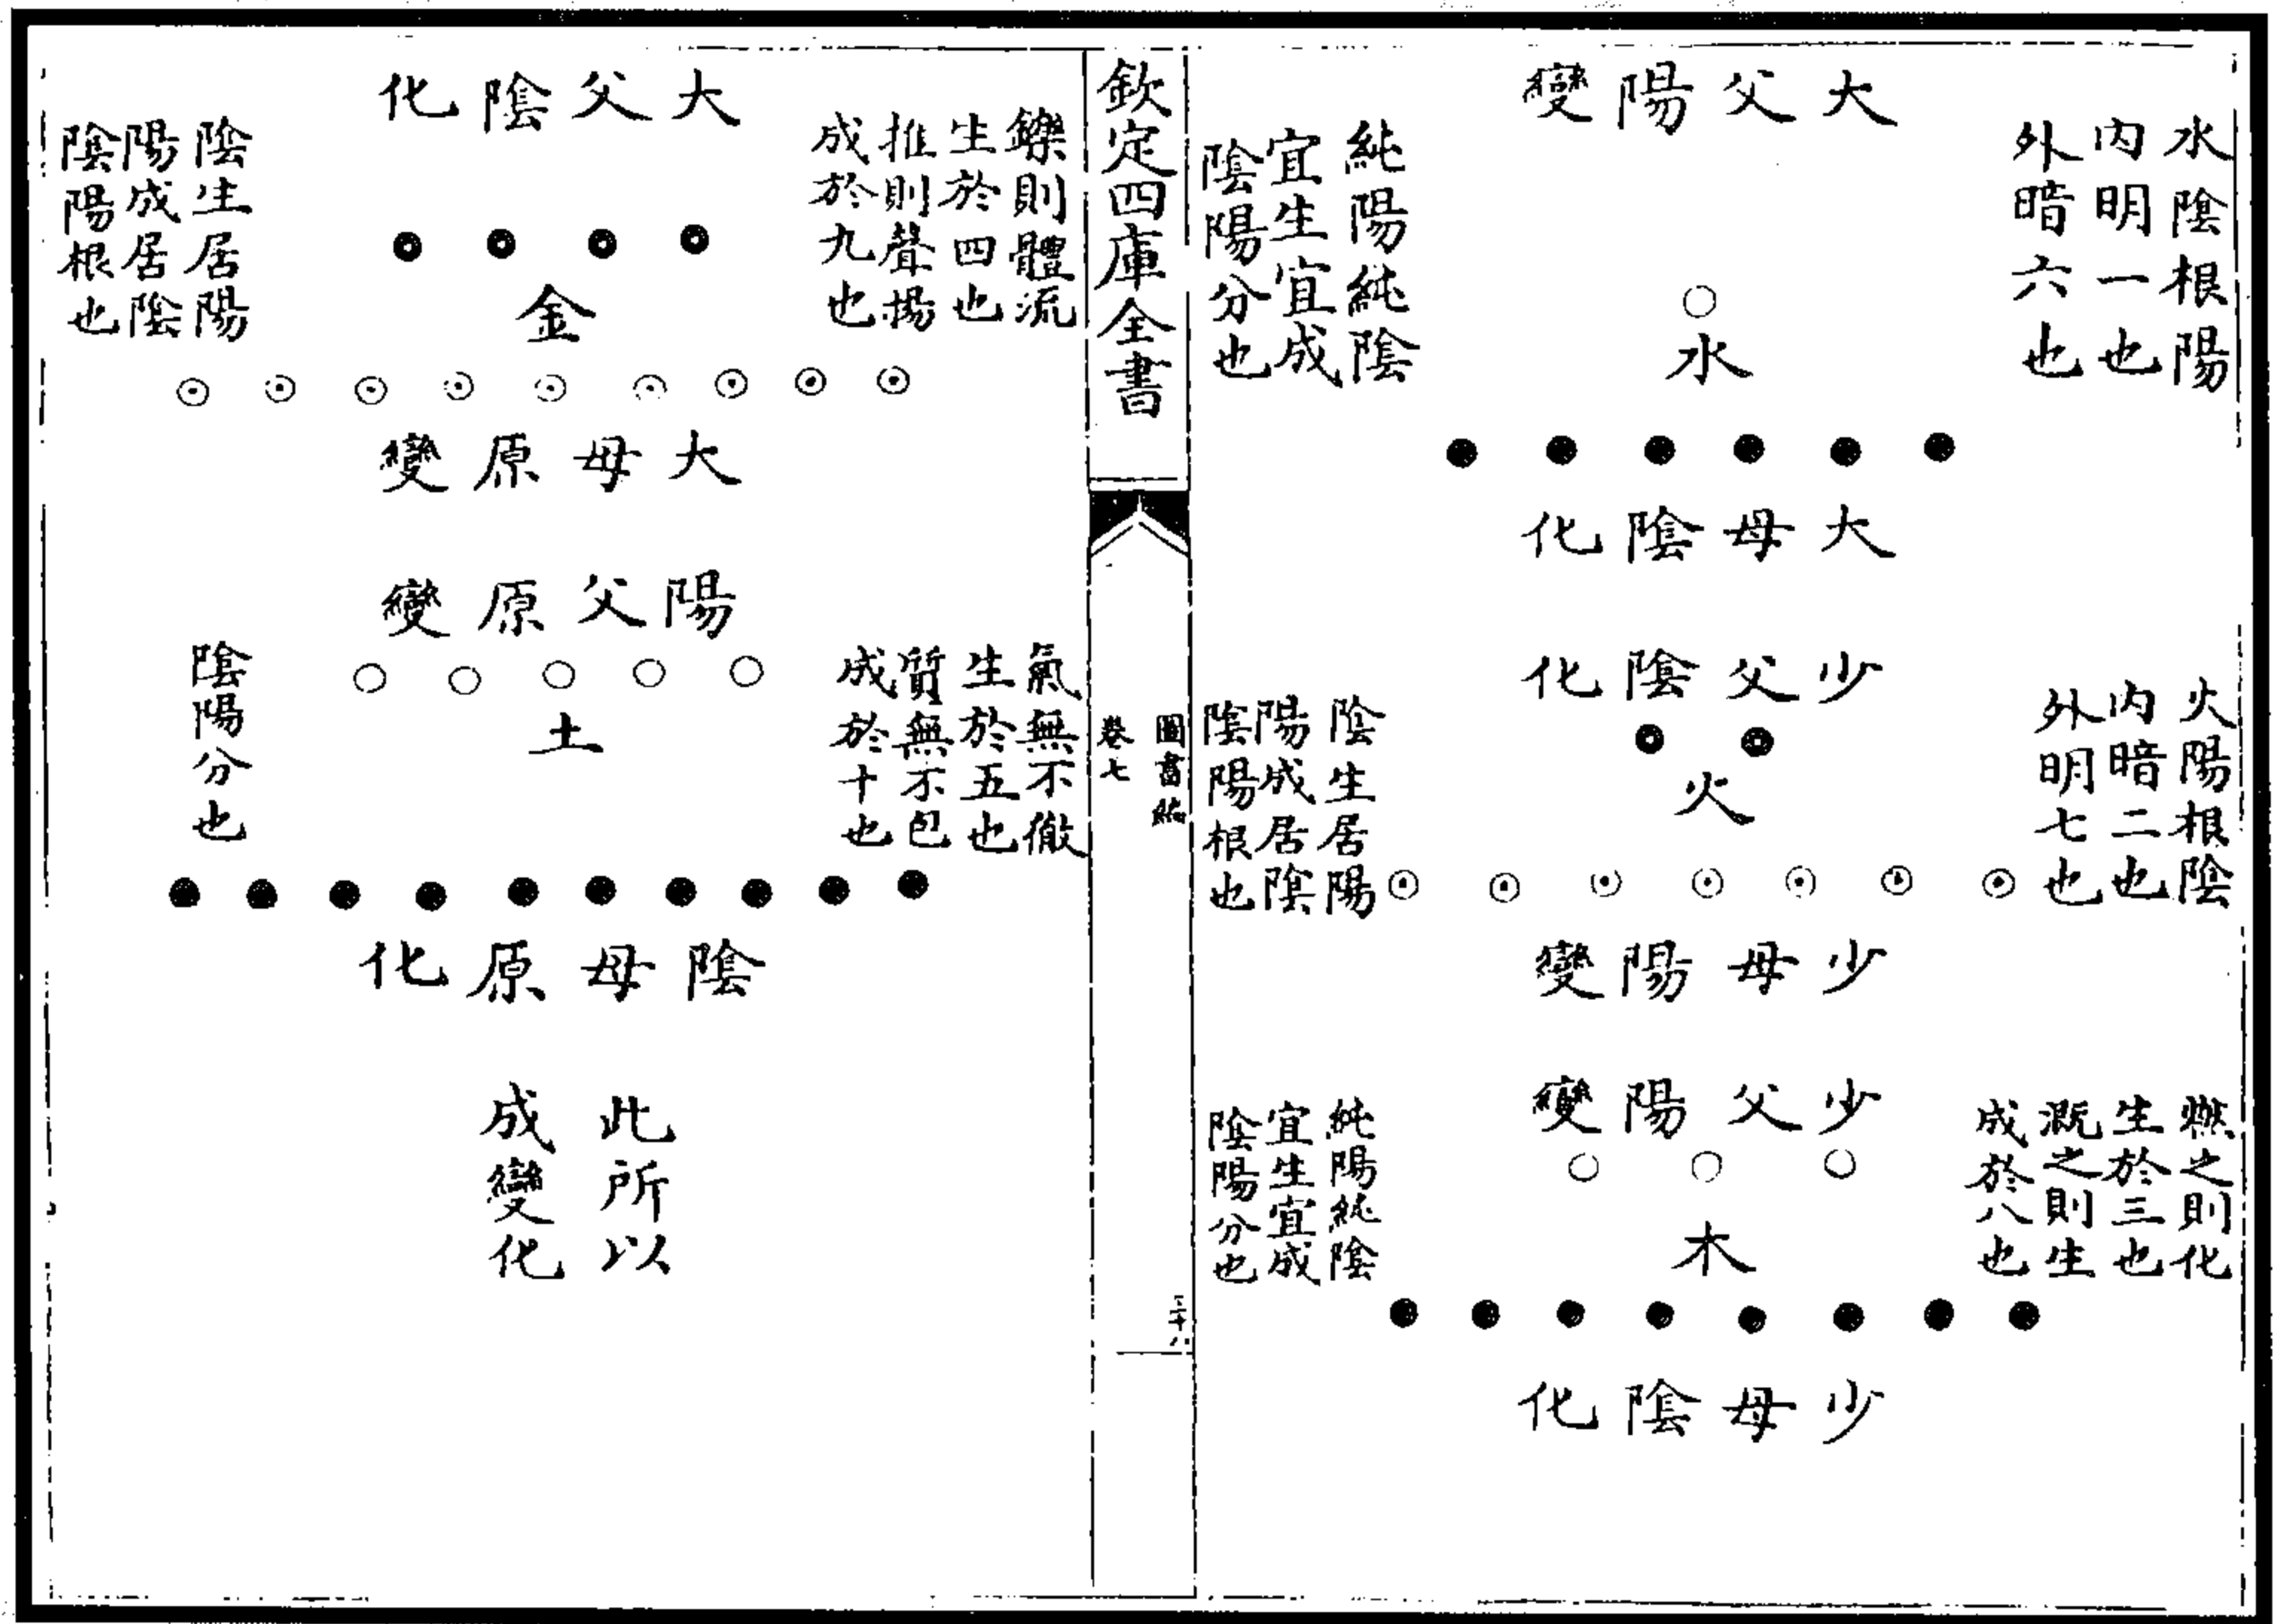 水陰根陽
内明一也
外暗六也
大父陽變
水
大母陰化
純陽純陰
宜生宜成
陰陽分也
火陽根陰
内暗二也
外明七也
少父陰化
火
少母陽變
陰生居陽
陽成居陰
陰陽根也
燃之則化
生於三也
溉之則生
成於八也
少父陽變
木
少母陰化
純陽純陰
宜生宜成
陰陽分也
欽定四庫全書
圖書編
卷七
三十八
鑠則體流
生於四也
推則聲揚
成於九也
大父陰化
金
大母原變
陰生居陽
陽成居陰
陰陽根也
氣無不徹
生於五也
質無不包
成於十也
陽父原變
土
陰母原化
陰陽分也
此所以
成變化